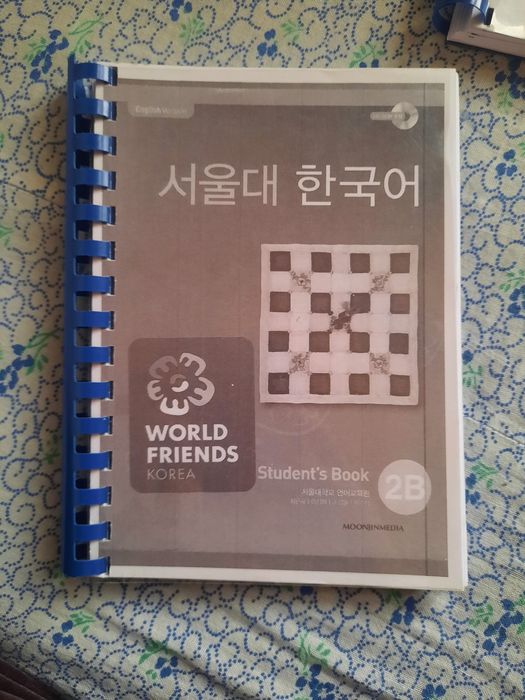 English Version
서울대 한국어
WORLD
FRIENDS
KOREA
Student's Book 2B
서울대학교 언어교육원
MOONJINMEDIA